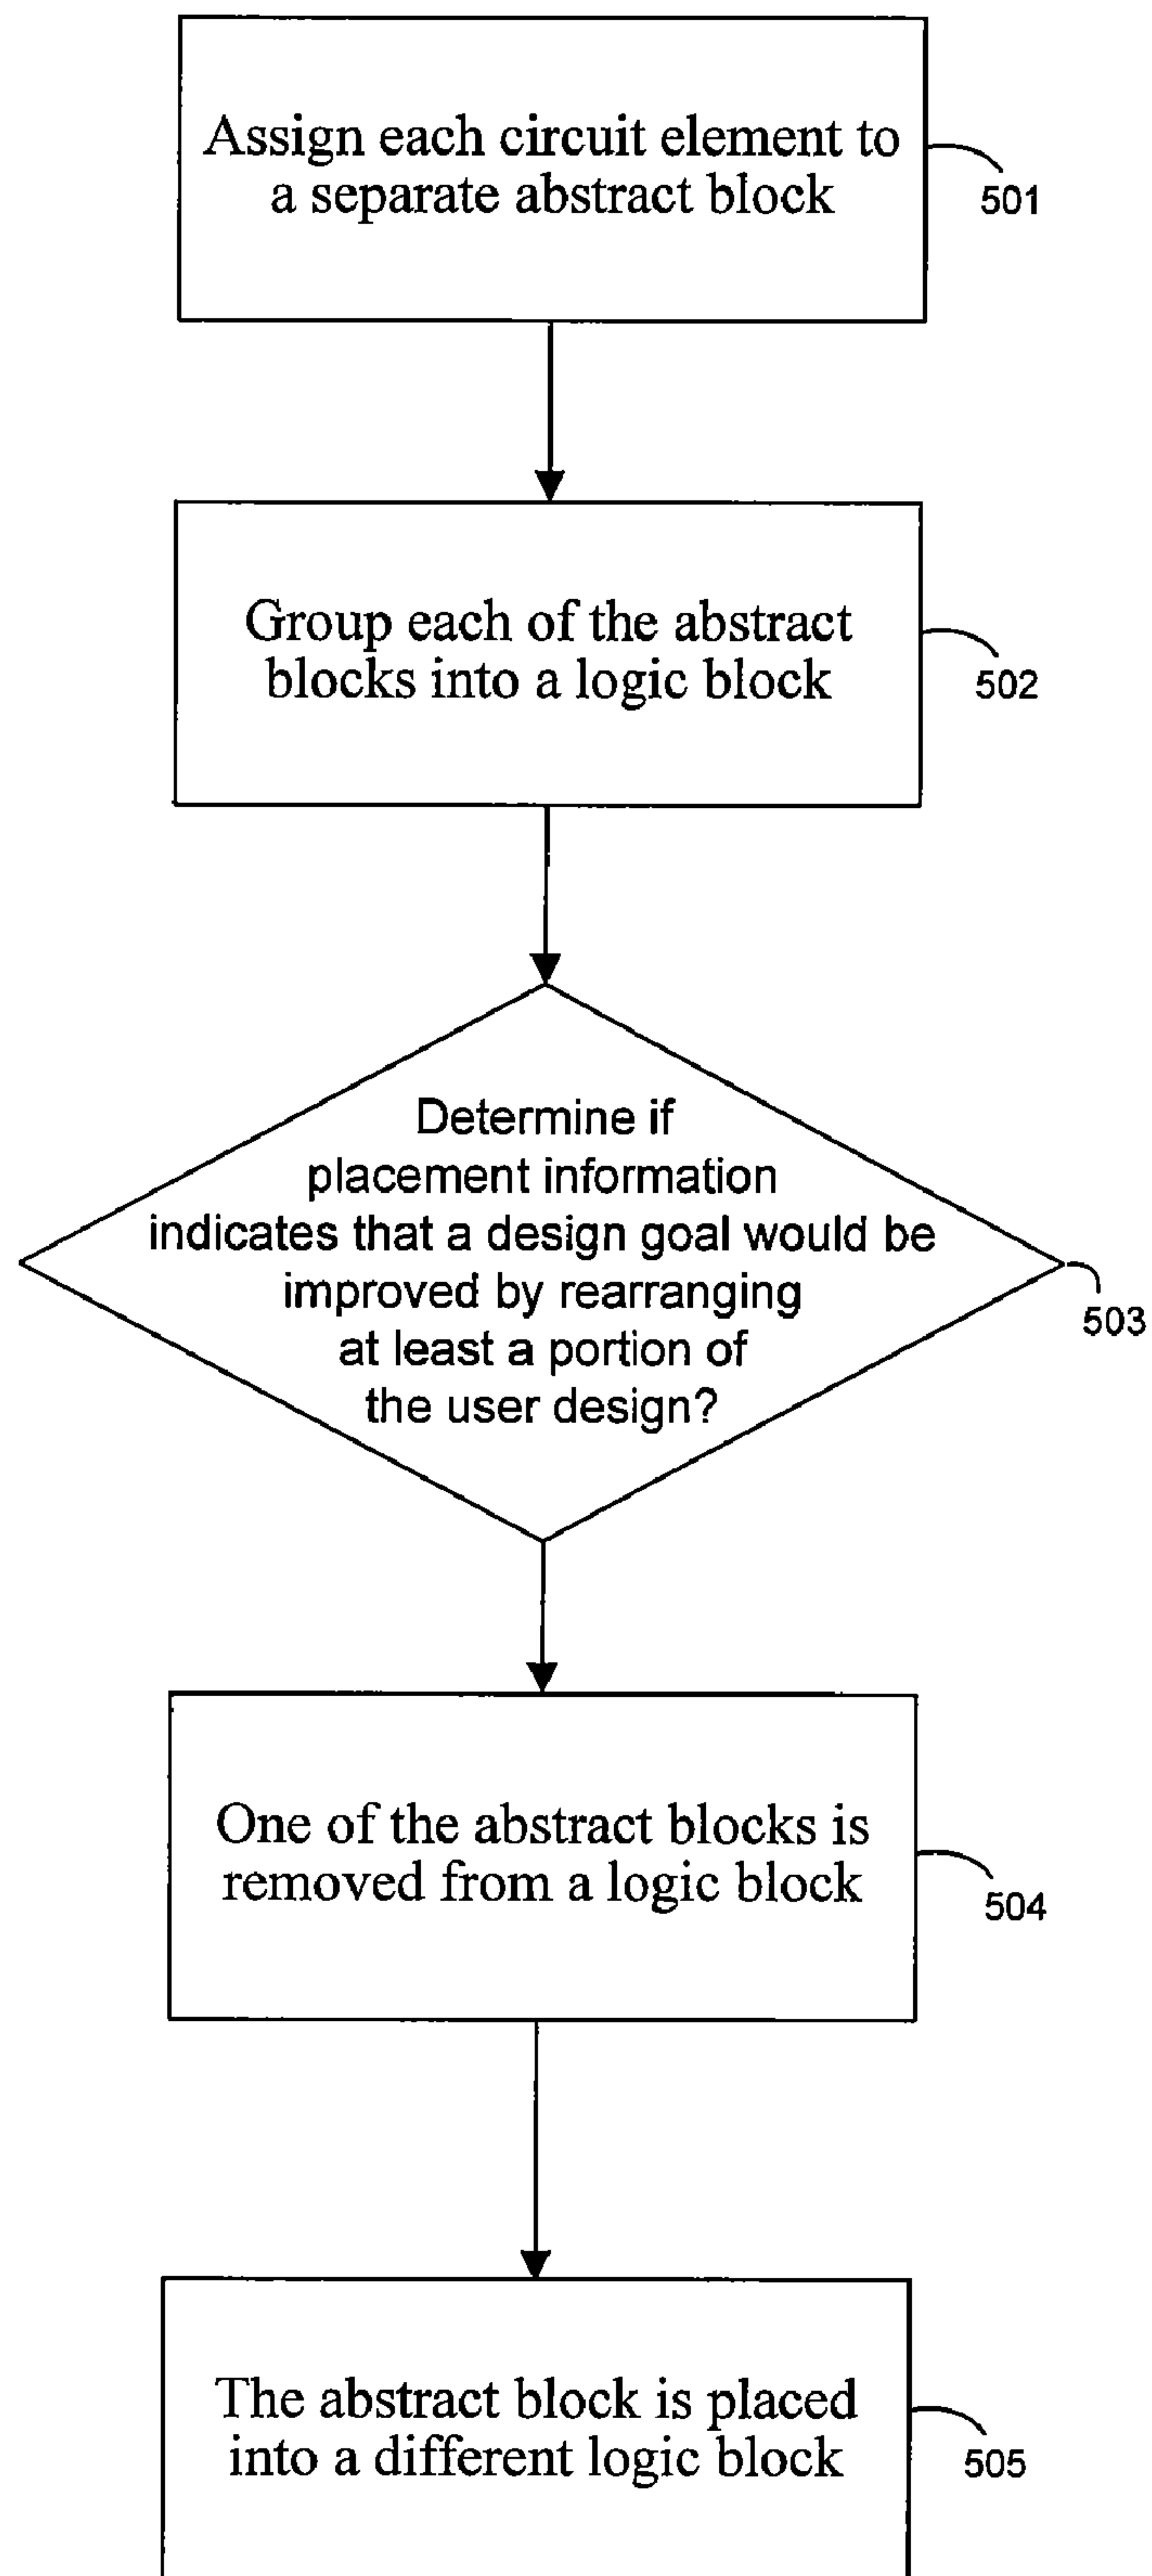 Assign each circuit element to
a separate abstract block
501
Group each of the abstract
blocks into a logic block
502
Determine if
placement information
indicates that a design goal would be
improved by rearranging
at least a portion of
the user design?
503
One of the abstract blocks is
removed from a logic block
504
The abstract block is placed
into a different logic block
505